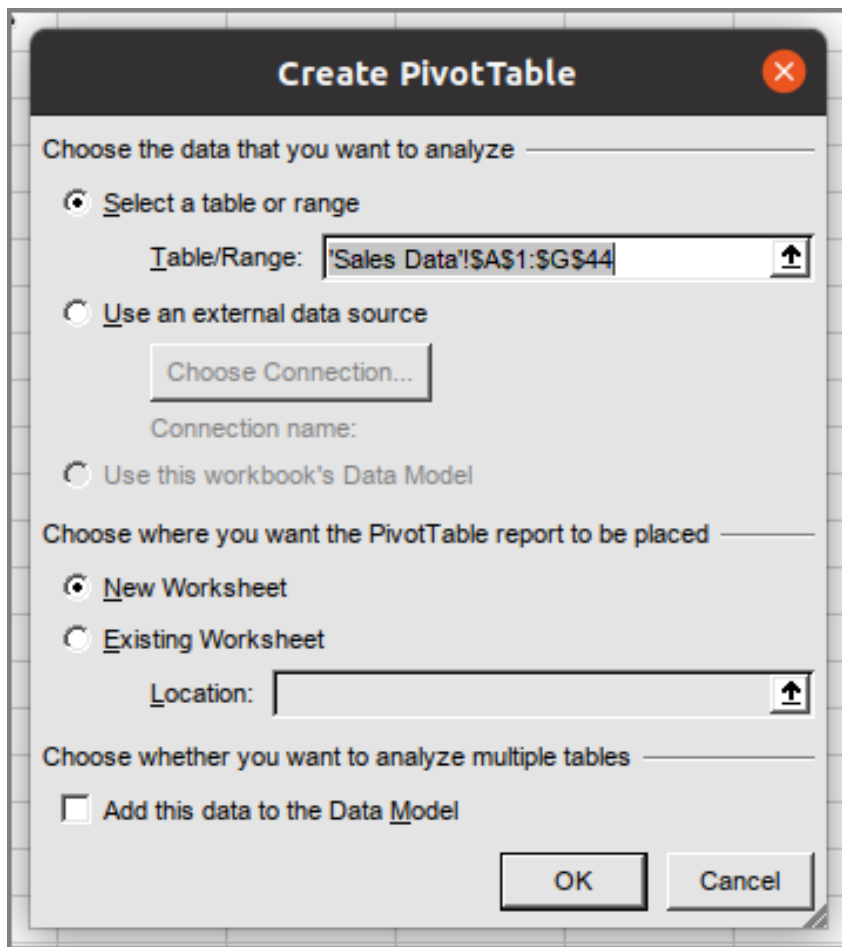 Create PivotTable
Choose the data that you want to analyze
Select a table or range
Table/Range: 'Sales Data'!$A$1:$G$44
Use an external data source
Choose Connection...
Connection name:
Use this workbook's Data Model
Choose where you want the PivotTable report to be placed
New Worksheet
Existing Worksheet
Location:
Choose whether you want to analyze multiple tables
Add this data to the Data Model
OK Cancel